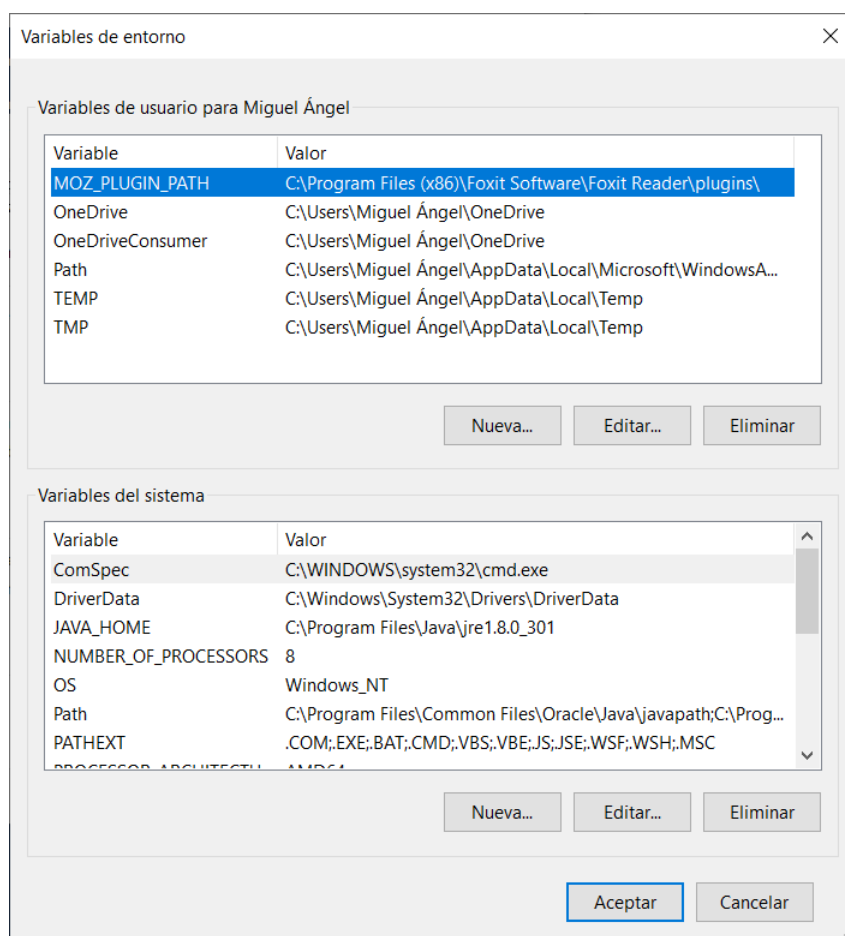 Variables de entorno
Variables de usuario para Miguel Ángel
Variable Valor
MOZ_PLUGIN_PATH C:\Program Files (x86)\Foxit Software\Foxit Reader\plugins\
OneDrive C:\Users\Miguel Ángel\OneDrive
OneDriveConsumer C:\Users\Miguel Ángel\OneDrive
Path C:\Users\Miguel Ángel\AppData\Local\Microsoft\WindowsA...
TEMP C:\Users\Miguel Ángel\AppData\Local\Temp
TMP C:\Users\Miguel Ángel\AppData\Local\Temp
Nueva... Editar... Eliminar
Variables del sistema
Variable Valor
ComSpec C:\WINDOWS\system32\cmd.exe
DriverData C:\Windows\System32\Drivers\DriverData
JAVA_HOME C:\Program Files\Java\jre1.8.0_301
NUMBER_OF_PROCESSORS 8
OS Windows_NT
Path C:\Program Files\Common Files\Oracle\Java\javapath;C:\Prog...
PATHEXT .COM;.EXE;.BAT;.CMD;.VBS;.VBE;.JS;.JSE;.WSF;.WSH;.MSC
Nueva... Editar... Eliminar
Aceptar Cancelar